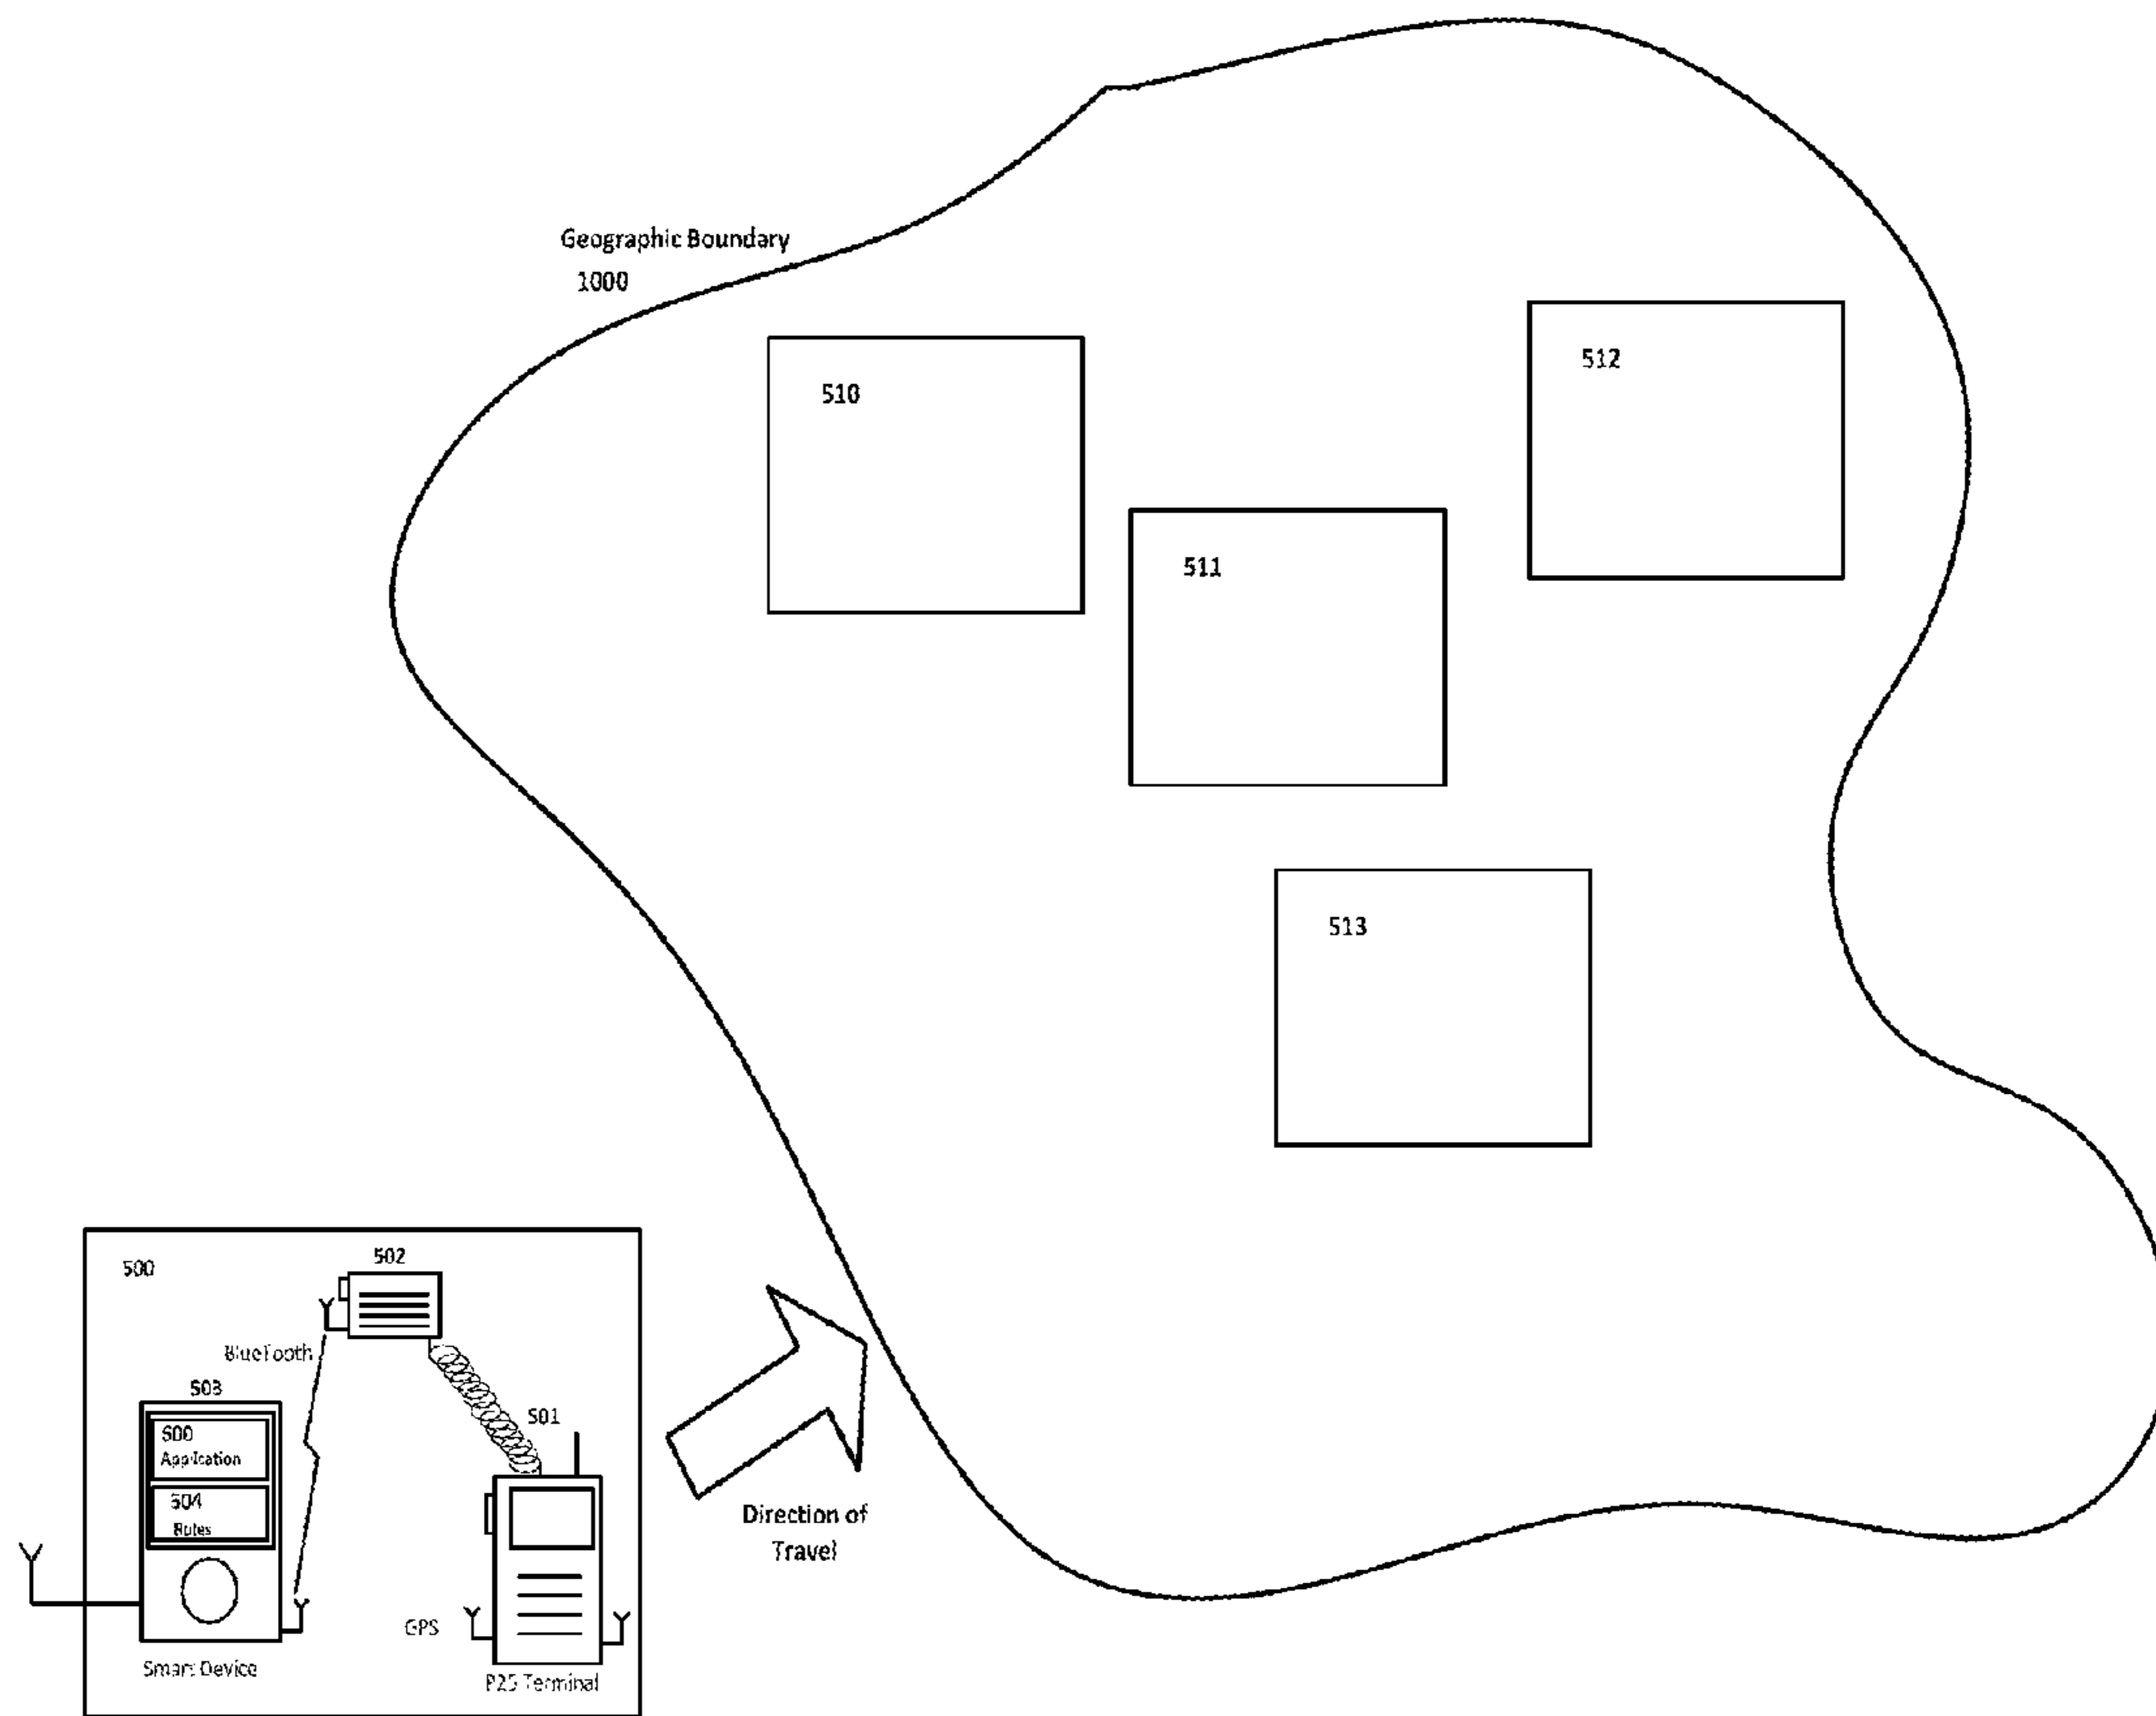 Geographic Boundary
1000
510
512
511
513
500
502
BlueTooth
503
501
500
Application
504
Rules
GPS
Smart Device
P25 Terminal
Direction of
Travel